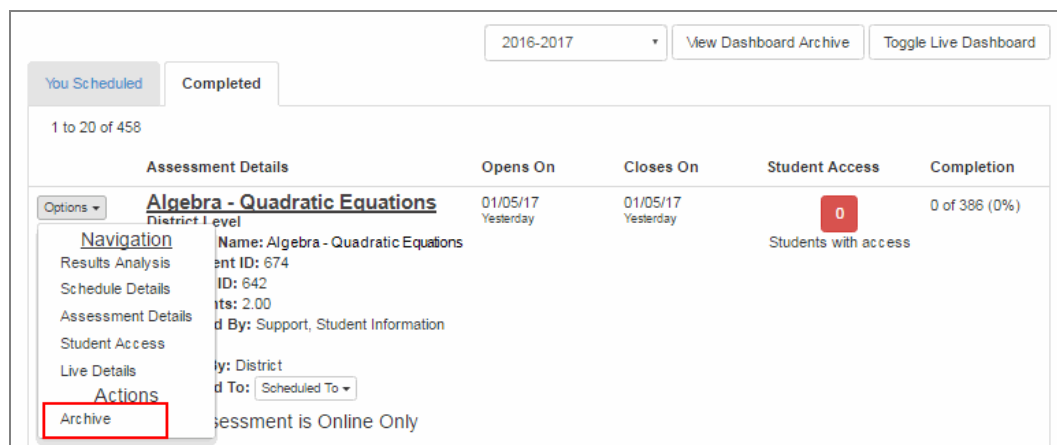 2016-2017 View Dashboard Archive Toggle Live Dashboard
You Scheduled Completed
1 to 20 of 458
Assessment Details Opens On Closes On Student Access Completion
Options Algebra - Quadratic Equations 01/05/17 01/05/17 0 0 of 386 (0%)
District Level Yesterday Yesterday
Navigation Name: Algebra - Quadratic Equations Students with access
Results Analysis ent ID: 674
Schedule Details ID: 642
Assessment Details nts: 2.00
d By: Support, Student Information
Student Access
Live Details By: District
Actions d To: Scheduled To
Archive sessment is Online Only